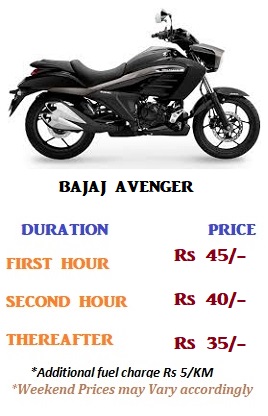 BAJAJ AVENGER
DURATION PRICE
FIRST HOUR Rs 45/-
SECOND HOUR Rs 40/-
THEREAFTER Rs 35/-
*Additional fuel charge Rs 5/KM
*Weekend Prices may Vary accordingly